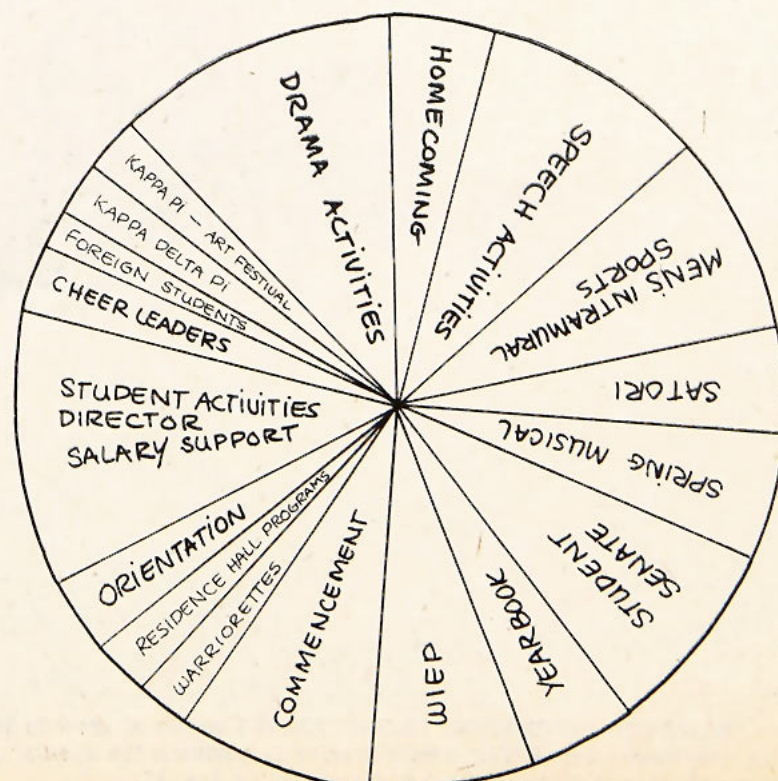 HOMECOMING
SPEECH ACTIVITIES
MEN'S INTRAMURAL
SPORTS
SATORI
SPRING MUSICAL
STUDENT
SENATE
YEARBOOK
WIEP
COMMENCEMENT
WARRIORETTES
RESIDENCE HALL PROGRAMS
ORIENTATION
STUDENT ACTIVITIES
DIRECTOR
SALARY SUPPORT
CHEER LEADERS
FOREIGN STUDENTS
KAPPA DELTA PI
KAPPA PI – ART FESTIVAL
DRAMA ACTIVITIES